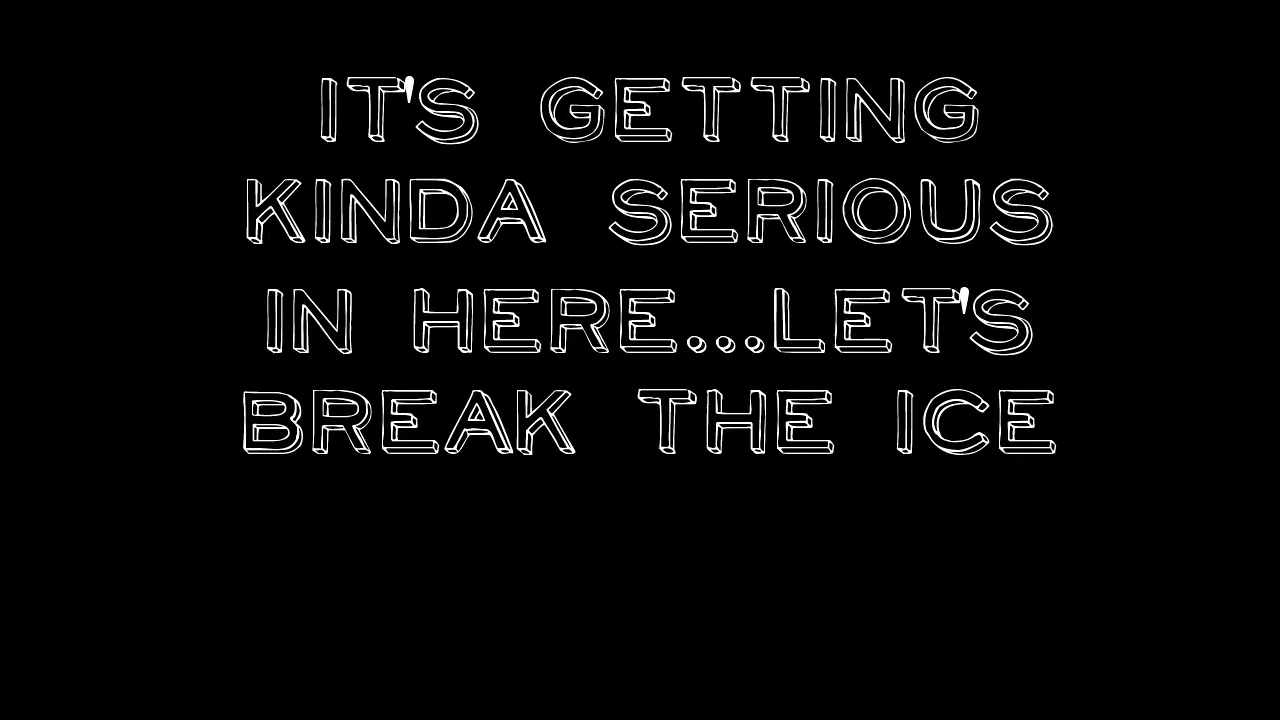 IT'S GETTING
KINDA SERIOUS
IN HERE...LET'S
BREAK THE ICE